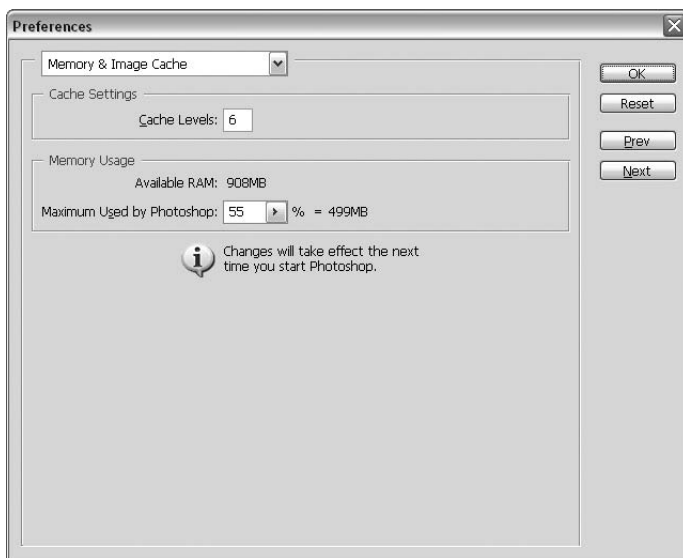 Preferences
Memory & Image Cache
OK
Cache Settings
Cache Levels: 6
Reset
Prev
Memory Usage
Next
Available RAM: 908MB
Maximum Used by Photoshop: 55 % = 499MB
Changes will take effect the next
time you start Photoshop.